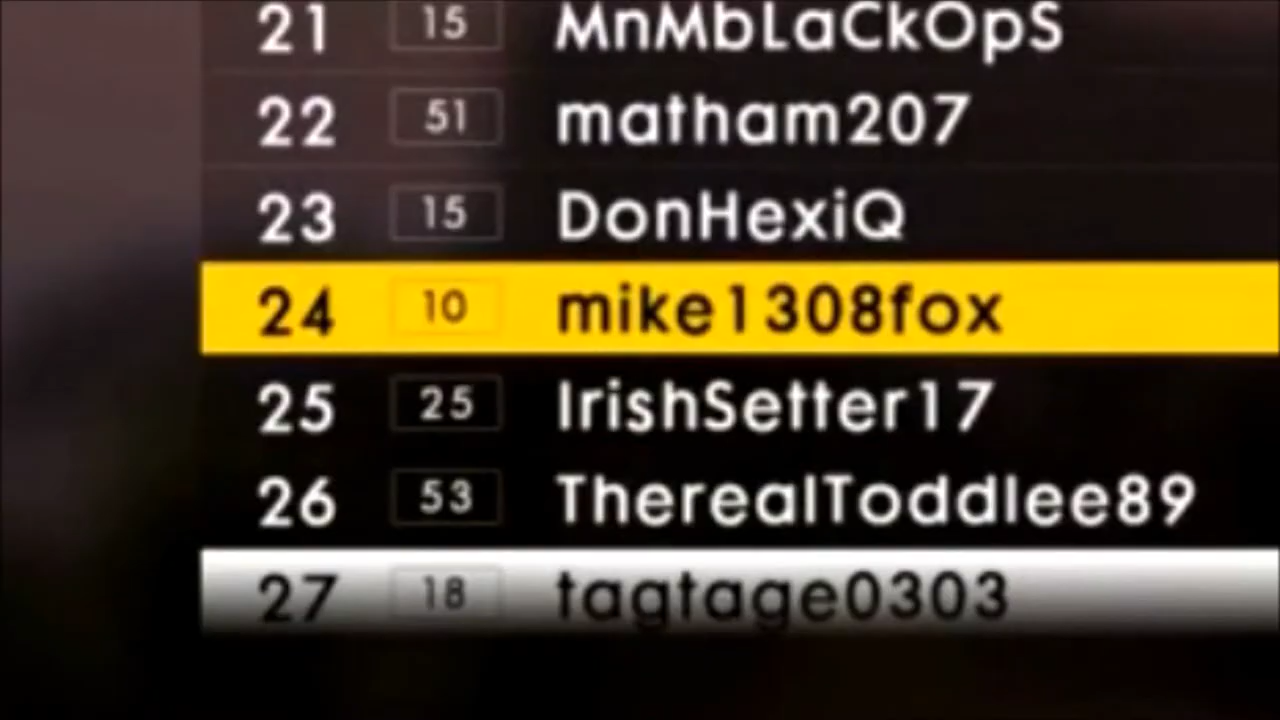 21 15 MnMbLaCkOpS
22 51 matham207
23 15 DonHexiQ
24 10 mike1308fox
25 25 IrishSetter17
26 53 TherealToddlee89
27 18 tagtage0303